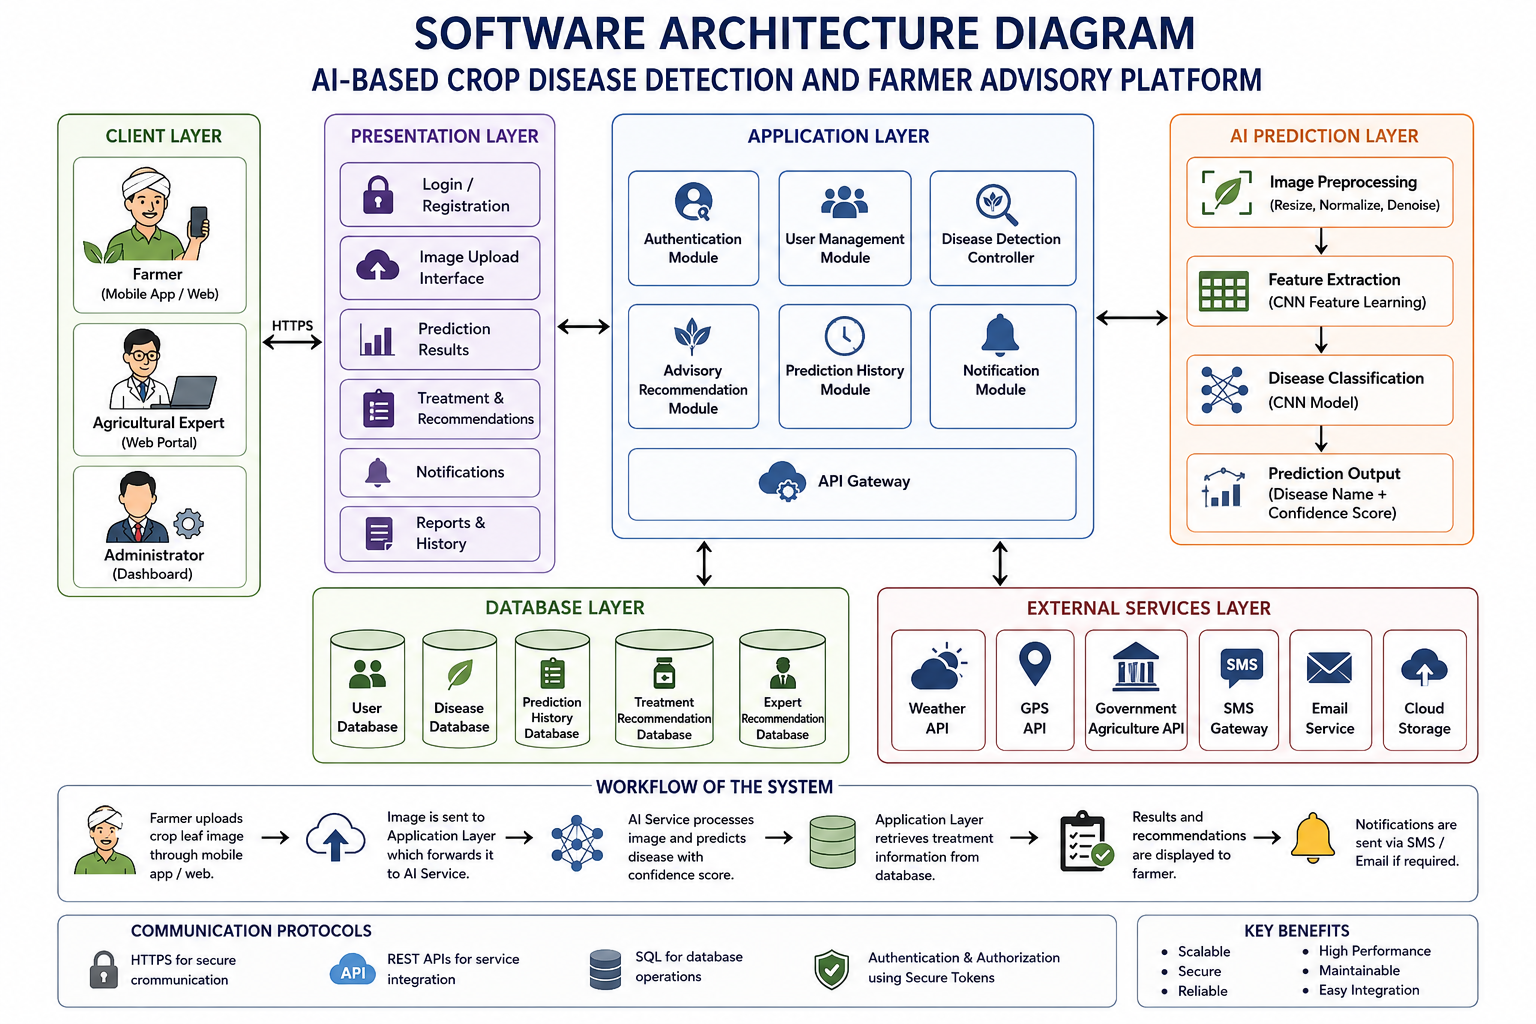 SOFTWARE ARCHITECTURE DIAGRAM
AI-BASED CROP DISEASE DETECTION AND FARMER ADVISORY PLATFORM
CLIENT LAYER
Farmer
(Mobile App / Web)
Agricultural Expert
(Web Portal)
Administrator
(Dashboard)
HTTPS
PRESENTATION LAYER
Login /
Registration
Image Upload
Interface
Prediction
Results
Treatment &
Recommendations
Notifications
Reports &
History
APPLICATION LAYER
Authentication
Module
User Management
Module
Disease Detection
Controller
Advisory
Recommendation
Module
Prediction History
Module
Notification
Module
API Gateway
AI PREDICTION LAYER
Image Preprocessing
(Resize, Normalize, Denoise)
Feature Extraction
(CNN Feature Learning)
Disease Classification
(CNN Model)
Prediction Output
(Disease Name +
Confidence Score)
DATABASE LAYER
User
Database
Disease
Database
Prediction
History
Database
Treatment
Recommendation
Database
Expert
Recommendation
Database
EXTERNAL SERVICES LAYER
Weather
API
GPS
API
Government
Agriculture API
SMS
SMS
Gateway
Email
Service
Cloud
Storage
WORKFLOW OF THE SYSTEM
Farmer uploads
crop leaf image
through mobile
app / web.
Image is sent to
Application Layer
which forwards it
to AI Service.
AI Service processes
image and predicts
disease with
confidence score.
Application Layer
retrieves treatment
information from
database.
Results and
recommendations
are displayed to
farmer.
Notifications are
sent via SMS /
Email if required.
COMMUNICATION PROTOCOLS
HTTPS for secure
crommunication
API
REST APIs for service
integration
SQL for database
operations
Authentication & Authorization
using Secure Tokens
KEY BENEFITS
• Scalable
• Secure
• Reliable
• High Performance
• Maintainable
• Easy Integration